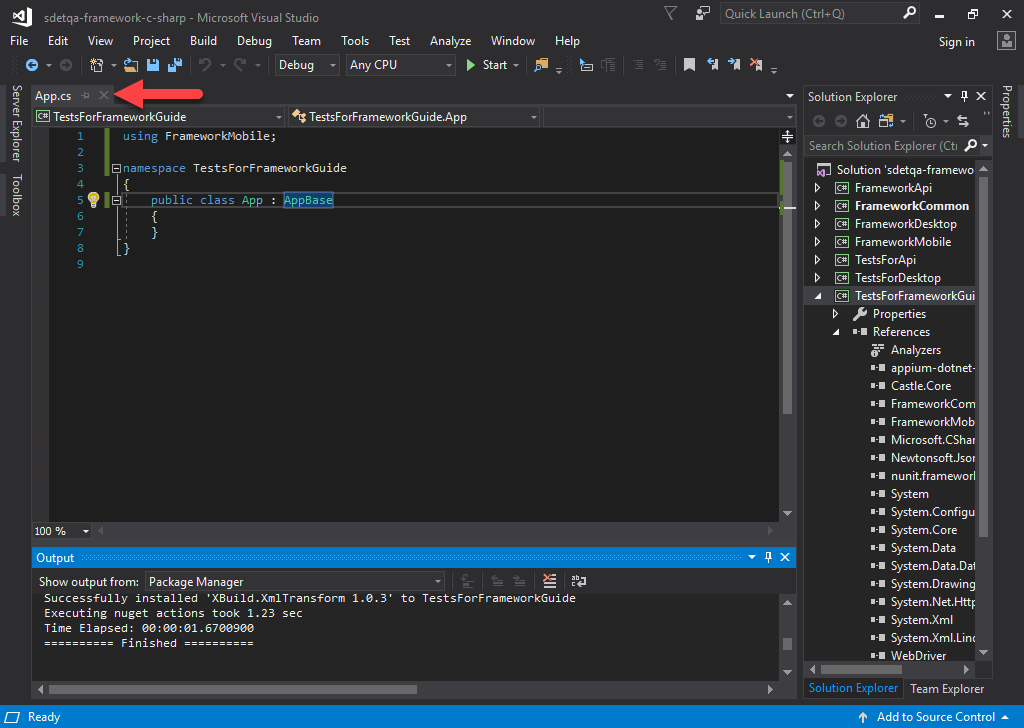 sdetqa-framework-c-sharp - Microsoft Visual Studio
Quick Launch (Ctrl+Q)
File Edit View Project Build Debug Team Tools Test Analyze Window Help
Sign in
Debug Any CPU Start
Server Explorer
Toolbox
App.cs
TestsForFrameworkGuide TestsForFrameworkGuide.App
1 using FrameworkMobile;
2
3 namespace TestsForFrameworkGuide
4 {
5 public class App : AppBase
6 {
7 }
8 }
9
100 %
Output
Show output from: Package Manager
Successfully installed 'XBuild.XmlTransform 1.0.3' to TestsForFrameworkGuide
Executing nuget actions took 1.23 sec
Time Elapsed: 00:00:01.6700900
========== Finished ==========
Solution Explorer
Search Solution Explorer (Ctr
Solution 'sdetqa-framewo
C# FrameworkApi
C# FrameworkCommon
C# FrameworkDesktop
C# FrameworkMobile
C# TestsForApi
C# TestsForDesktop
C# TestsForFrameworkGui
Properties
References
Analyzers
appium-dotnet-
Castle.Core
FrameworkCom
FrameworkMob
Microsoft.CShar
Newtonsoft.Json
nunit.framework
System
System.Configu
System.Core
System.Data
System.Data.Dat
System.Drawing
System.Net.Http
System.Xml
System.Xml.Linq
WebDriver
Solution Explorer Team Explorer
Properties
Ready
Add to Source Control